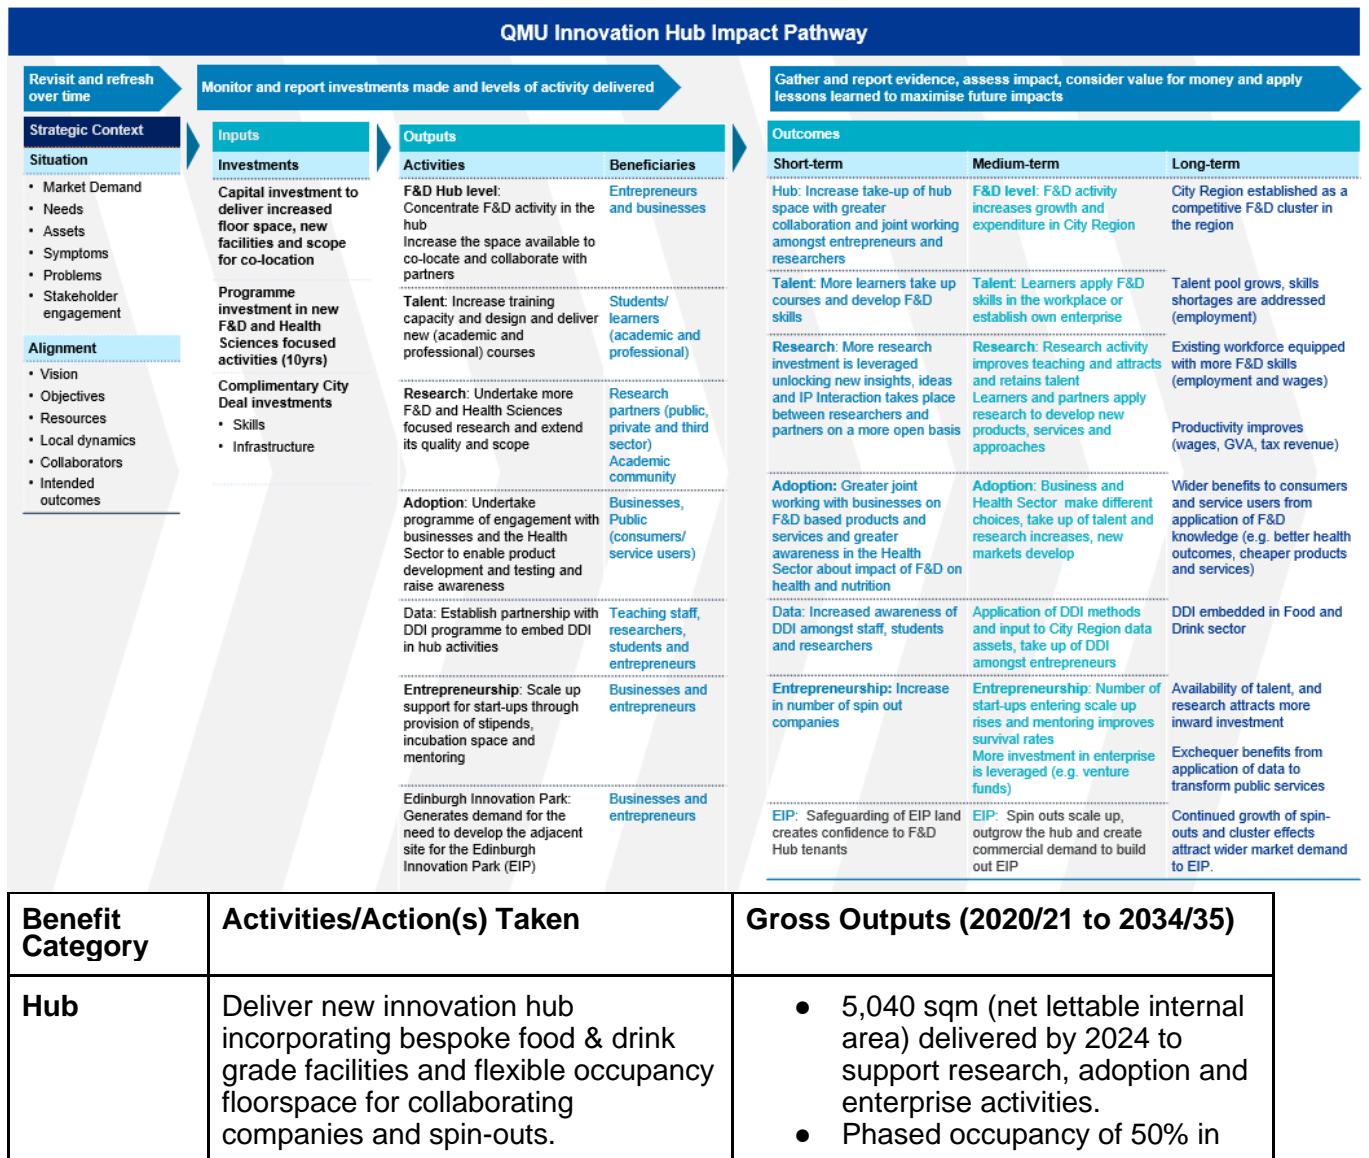 QMU Innovation Hub Impact Pathway
Revisit and refresh
over time
Monitor and report investments made and levels of activity delivered
Gather and report evidence, assess impact, consider value for money and apply
lessons learned to maximise future impacts
Strategic Context
Situation
• Market Demand
• Needs
• Assets
• Symptoms
• Problems
• Stakeholder
engagement
Alignment
• Vision
• Objectives
• Resources
• Local dynamics
• Collaborators
• Intended
outcomes
Inputs
Investments
Capital investment to
deliver increased
floor space, new
facilities and scope
for co-location
Programme
investment in new
F&D and Health
Sciences focused
activities (10yrs)
Complimentary City
Deal investments
• Skills
• Infrastructure
Outputs
Activities
Beneficiaries
F&D Hub level:
Concentrate F&D activity in the
hub
Increase the space available to
co-locate and collaborate with
partners
Entrepreneurs
and businesses
Talent: Increase training
capacity and design and deliver
new (academic and
professional) courses
Students/
learners
(academic and
professional)
Research: Undertake more
F&D and Health Sciences
focused research and extend
its quality and scope
Research
partners (public,
private and third
sector)
Academic
community
Adoption: Undertake
programme of engagement with
businesses and the Health
Sector to enable product
development and testing and
raise awareness
Businesses,
Public
(consumers/
service users)
Data: Establish partnership with
DDI programme to embed DDI
in hub activities
Teaching staff,
researchers,
students and
entrepreneurs
Entrepreneurship: Scale up
support for start-ups through
provision of stipends,
incubation space and
mentoring
Businesses and
entrepreneurs
Edinburgh Innovation Park:
Generates demand for the
need to develop the adjacent
site for the Edinburgh
Innovation Park (EIP)
Businesses and
entrepreneurs
Outcomes
Short-term
Medium-term
Long-term
Hub: Increase take-up of hub
space with greater
collaboration and joint working
amongst entrepreneurs and
researchers
F&D level: F&D activity
increases growth and
expenditure in City Region
City Region established as a
competitive F&D cluster in
the region
Talent: More learners take up
courses and develop F&D
skills
Talent: Learners apply F&D
skills in the workplace or
establish own enterprise
Talent pool grows, skills
shortages are addressed
(employment)
Research: More research
investment is leveraged
unlocking new insights, ideas
and IP Interaction takes place
between researchers and
partners on a more open basis
Research: Research activity
improves teaching and attracts
and retains talent
Learners and partners apply
research to develop new
products, services and
approaches
Existing workforce equipped
with more F&D skills
(employment and wages)
Productivity improves
(wages, GVA, tax revenue)
Adoption: Greater joint
working with businesses on
F&D based products and
services and greater
awareness in the Health
Sector about impact of F&D on
health and nutrition
Adoption: Business and
Health Sector make different
choices, take up of talent and
research increases, new
markets develop
Wider benefits to consumers
and service users from
application of F&D
knowledge (e.g. better health
outcomes, cheaper products
and services)
Data: Increased awareness of
DDI amongst staff, students
and researchers
Application of DDI methods
and input to City Region data
assets, take up of DDI
amongst entrepreneurs
DDI embedded in Food and
Drink sector
Entrepreneurship: Increase
in number of spin out
companies
Entrepreneurship: Number of
start-ups entering scale up
rises and mentoring improves
survival rates
More investment in enterprise
is leveraged (e.g. venture
funds)
Availability of talent, and
research attracts more
inward investment
Exchequer benefits from
application of data to
transform public services
EIP: Safeguarding of EIP land
creates confidence to F&D
Hub tenants
EIP: Spin outs scale up,
outgrow the hub and create
commercial demand to build
out EIP
Continued growth of spin-
outs and cluster effects
attract wider market demand
to EIP.
Benefit
Category
Activities/Action(s) Taken
Gross Outputs (2020/21 to 2034/35)
Hub
Deliver new innovation hub
incorporating bespoke food & drink
grade facilities and flexible occupancy
floorspace for collaborating
companies and spin-outs.
● 5,040 sqm (net lettable internal
area) delivered by 2024 to
support research, adoption and
enterprise activities.
● Phased occupancy of 50% in